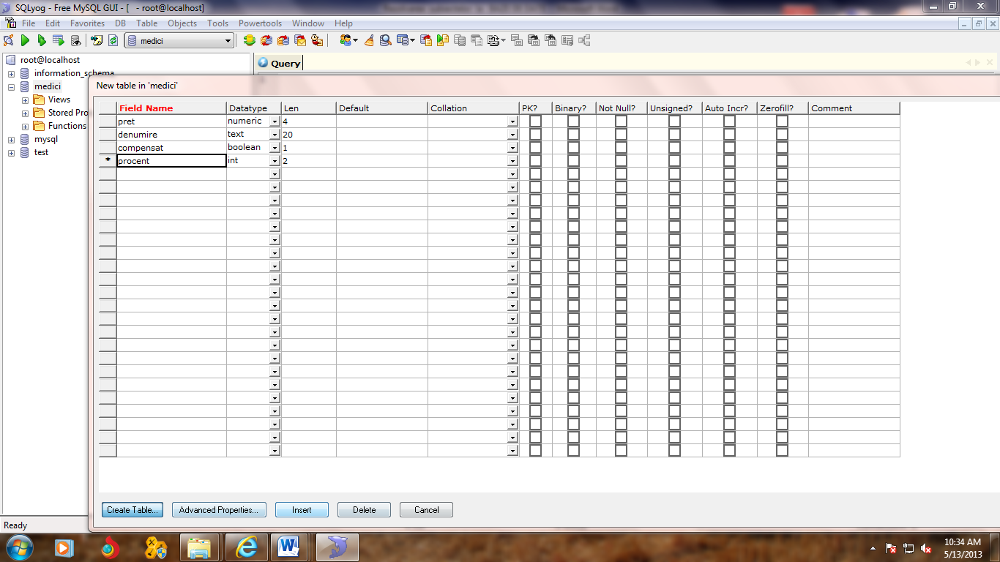 SQLyog - Free MySQL GUI - [   - root@localhost]
File Edit Favorites DB Table Objects Tools Powertools Window Help
medici
root@localhost
information_schema
medici
Views
Stored Pro
Functions
mysql
test
Query
New table in 'medici'
Field Name Datatype Len Default Collation PK? Binary? Not Null? Unsigned? Auto Incr? Zerofill? Comment
pret numeric 4
denumire text 20
compensat boolean 1
* procent int 2
Create Table... Advanced Properties... Insert Delete Cancel
Ready
10:34 AM
5/13/2013